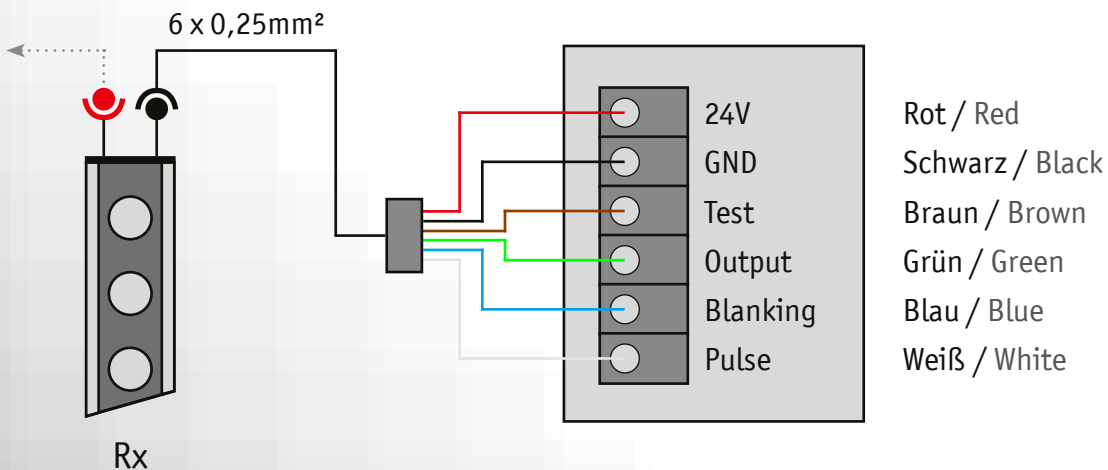 6 x 0,25mm²
24V Rot / Red
GND Schwarz / Black
Test Braun / Brown
Output Grün / Green
Blanking Blau / Blue
Pulse Weiß / White
Rx